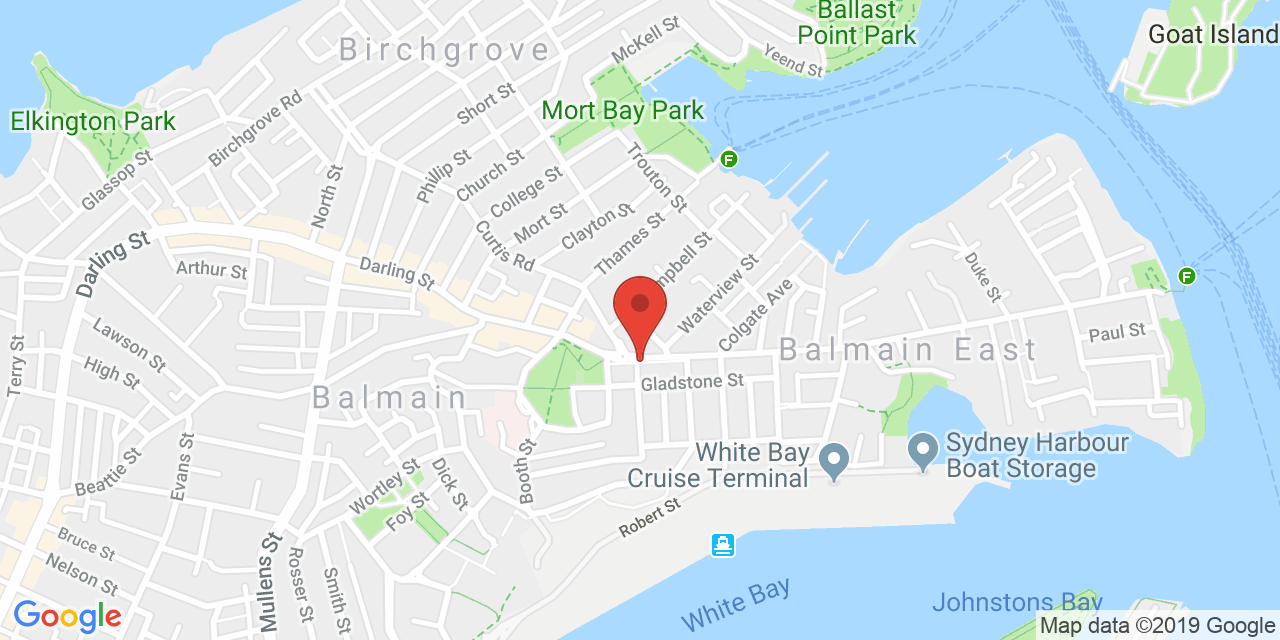 Ballast
Point Park
Goat Island
Birchgrove
McKell St
Yeend St
Elkington Park
Short St
Mort Bay Park
F
Birchgrove Rd
Glassop St
North St
Phillip St
Church St
College St
Trouton St
Mort St
Clayton St
Thames St
Curtis Rd
Darling St
Arthur St
Darling St
mpbell St
Waterview St
Colgate Ave
Duke St
F
Paul St
Balmain East
Terry St
Lawson St
High St
Balmain
Gladstone St
Beattie St
Evans St
Wortley St
Dick St
Foy St
Booth St
White Bay
Cruise Terminal
Sydney Harbour
Boat Storage
Robert St
Bruce St
Nelson St
Mullens St
Rosser St
Smith St
White Bay
Johnstons Bay
Google
Map data ©2019 Google